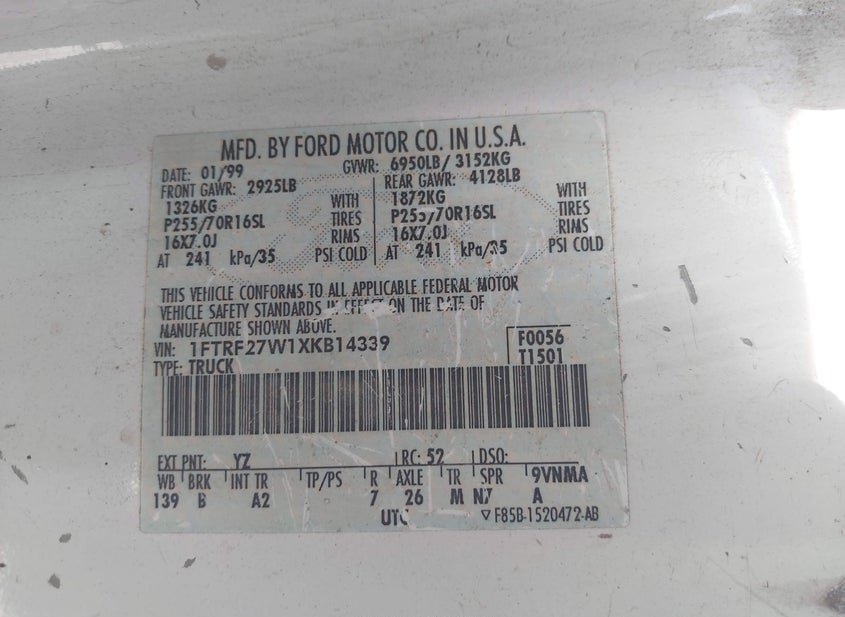 MFD. BY FORD MOTOR CO. IN U.S.A.
DATE: 01/99 GVWR: 6950LB/ 3152KG
FRONT GAWR: 2925LB REAR GAWR: 4128LB
1326KG WITH 1872KG WITH
P255/70R16SL TIRES P255/70R16SL TIRES
16X7.0J RIMS 16X7.0J RIMS
AT 241 kPa/35 PSI COLD AT 241 kPa/35 PSI COLD
THIS VEHICLE CONFORMS TO ALL APPLICABLE FEDERAL MOTOR
VEHICLE SAFETY STANDARDS IN EFFECT ON THE DATE OF
MANUFACTURE SHOWN ABOVE.
VIN: 1FTRF27W1XKB14339 F0056
TYPE: TRUCK T1501
EXT PNT: YZ RC: 52 DSO:
WB BRK INT TR TP/PS R AXLE TR SPR 9VNMA
139 B A2 7 26 M A
UTC ▽F85B-1520472-AB